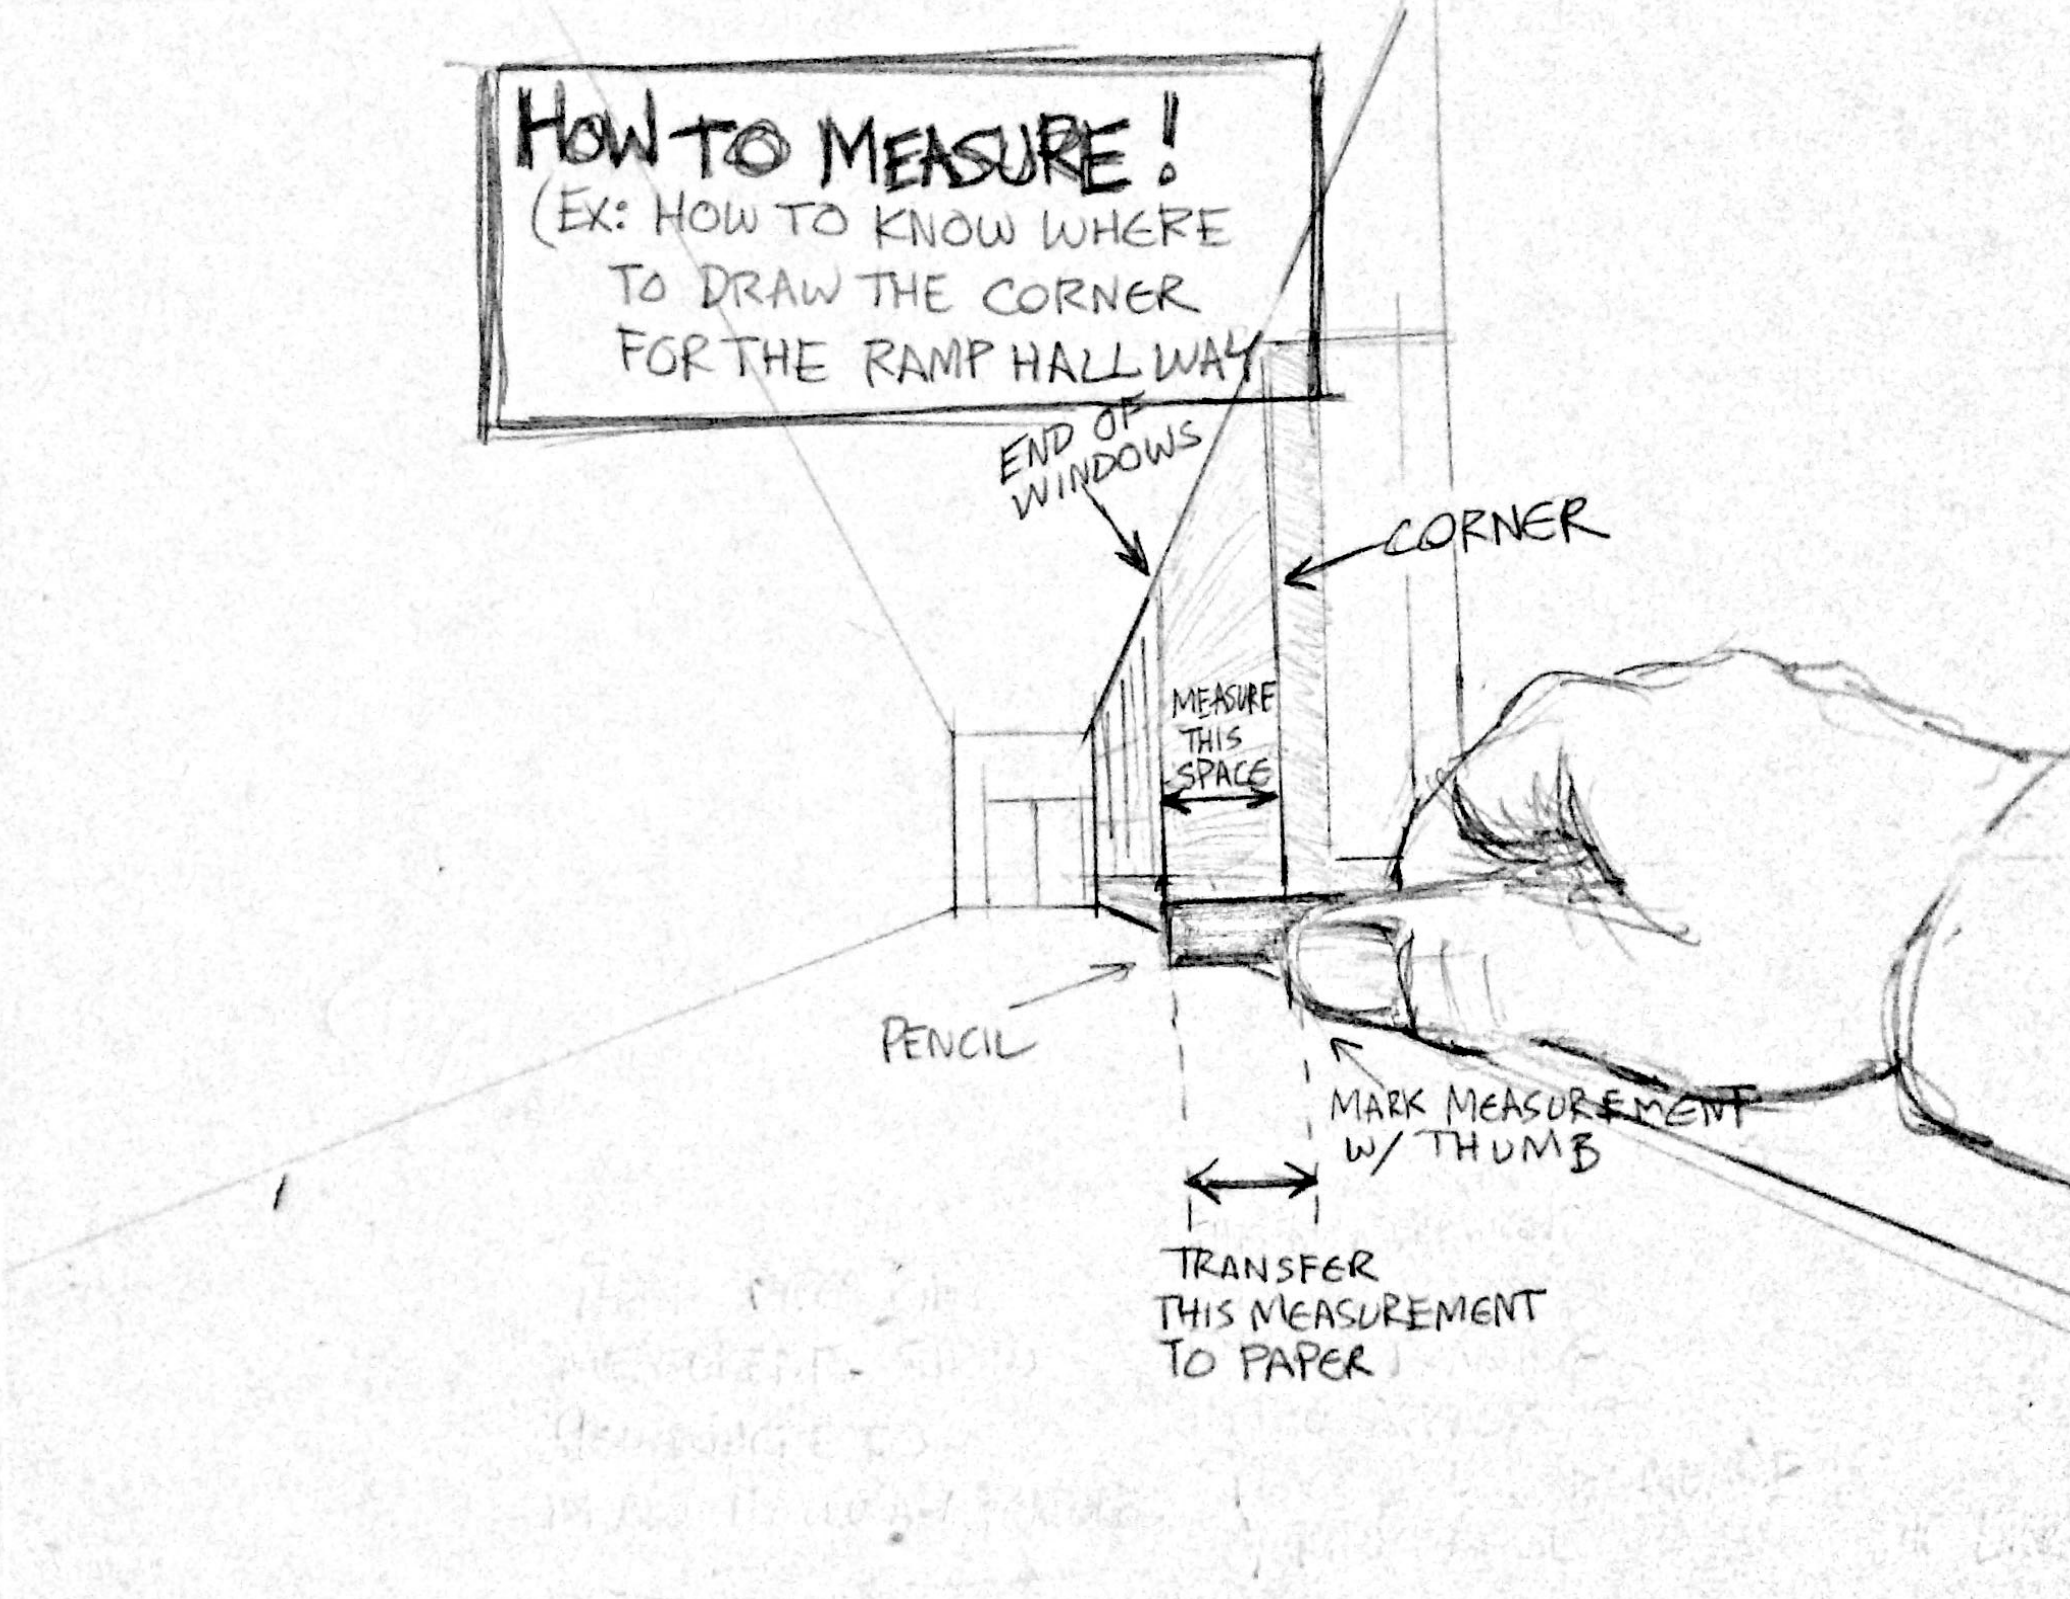 HOW TO MEASURE!
(EX: HOW TO KNOW WHERE
TO DRAW THE CORNER
FOR THE RAMP HALLWAY
END OF
WINDOWS
CORNER
MEASURE
THIS
SPACE
PENCIL
MARK MEASUREMENT
W/ THUMB
TRANSFER
THIS MEASUREMENT
TO PAPER